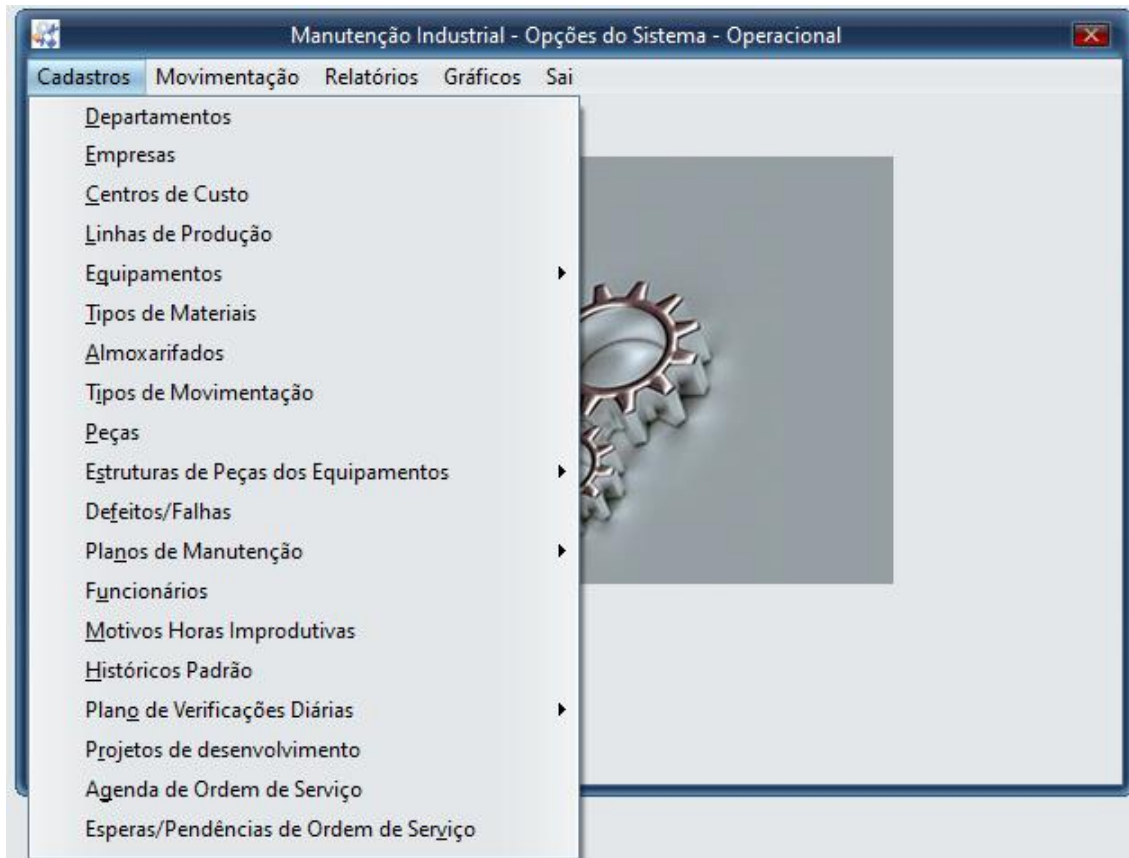 Manutenção Industrial - Opções do Sistema - Operacional
Cadastros Movimentação Relatórios Gráficos Sai
Departamentos
Empresas
Centros de Custo
Linhas de Produção
Equipamentos
Tipos de Materiais
Almoxarifados
Tipos de Movimentação
Peças
Estruturas de Peças dos Equipamentos
Defeitos/Falhas
Planos de Manutenção
Funcionários
Motivos Horas Improdutivas
Históricos Padrão
Plano de Verificações Diárias
Projetos de desenvolvimento
Agenda de Ordem de Serviço
Esperas/Pendências de Ordem de Serviço